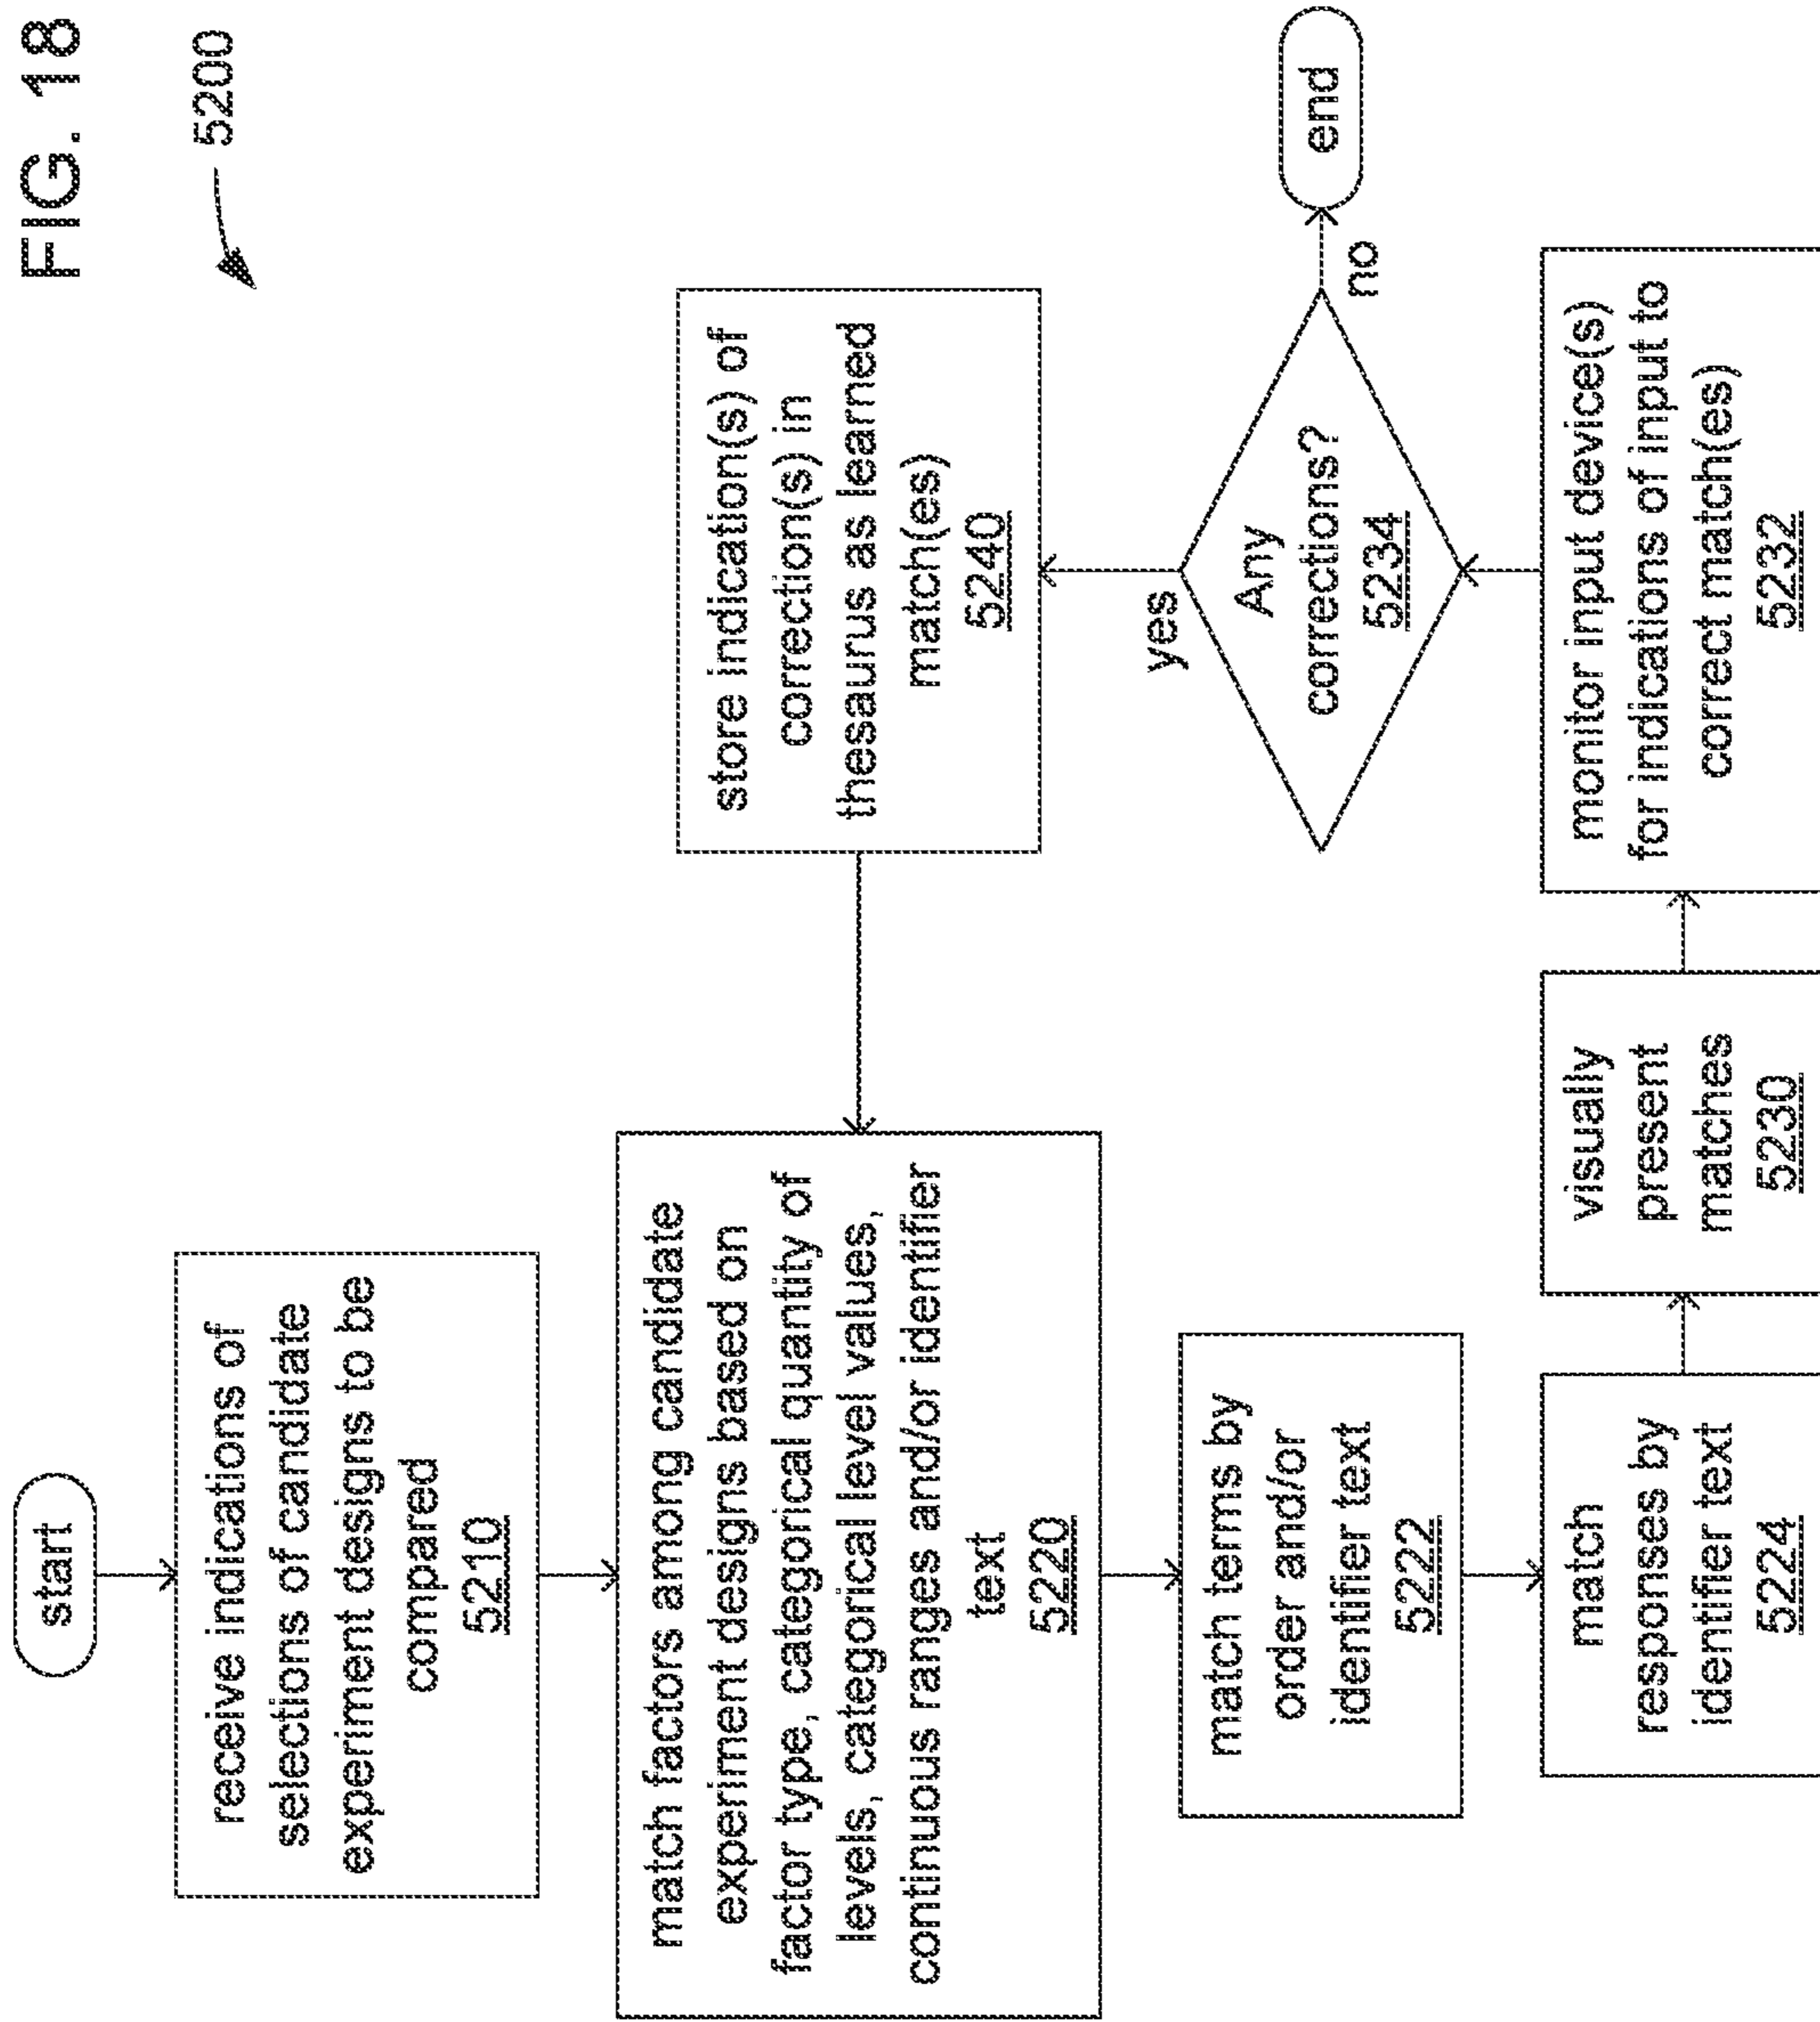 FIG. 18
5200
start
receive indications of
selections of candidate
experiment designs to be
compared
5210
match factors among candidate
experiment designs based on
factor type, categorical quantity of
levels, categorical level values,
continuous ranges and/or identifier
text
5220
match terms by
order and/or
identifier text
5222
match
responses by
identifier text
5224
visually
present
matches
5230
monitor input device(s)
for indications of input to
correct match(es)
5232
Any
corrections?
5234
yes
no
end
store indication(s) of
correction(s) in
thesaurus as learned
match(es)
5240